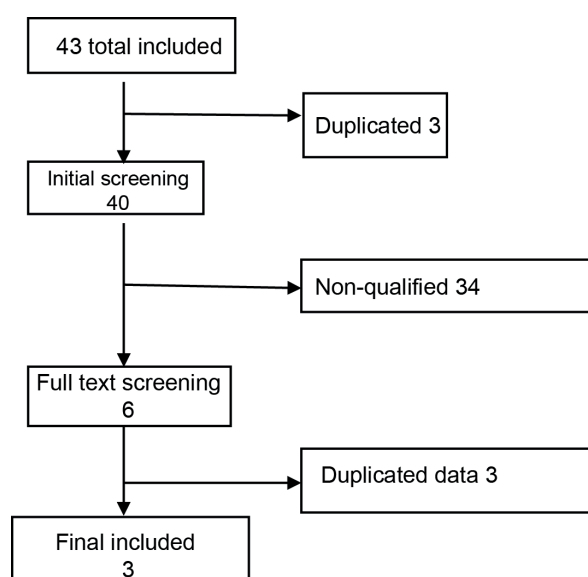 43 total included
Duplicated 3
Initial screening
40
Non-qualified 34
Full text screening
6
Duplicated data 3
Final included
3